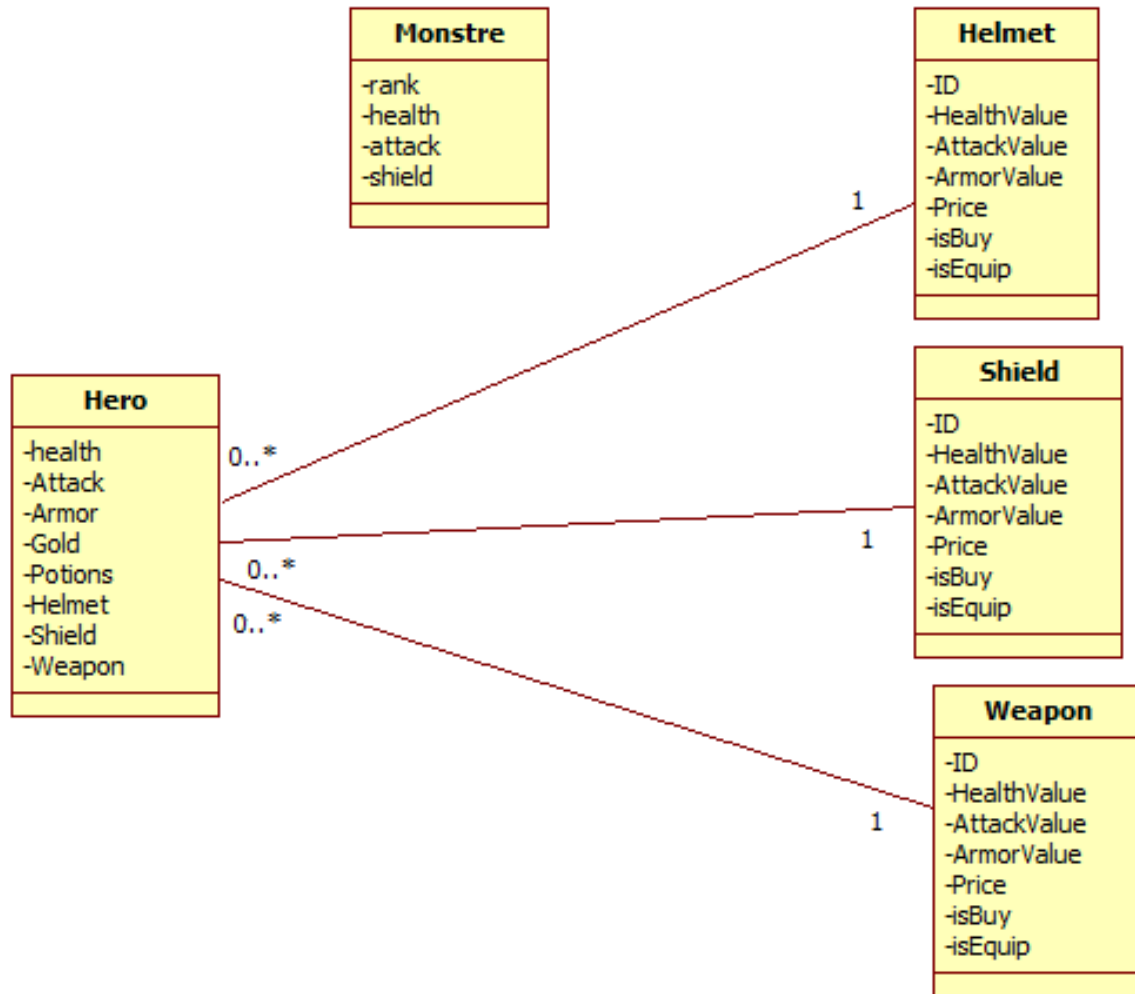 Monstre
-rank
-health
-attack
-shield
Helmet
-ID
-HealthValue
-AttackValue
-ArmorValue
-Price
-isBuy
-isEquip
1
Hero
-health
-Attack
-Armor
-Gold
-Potions
-Helmet
-Shield
-Weapon
0..*
0..*
0..*
Shield
-ID
-HealthValue
-AttackValue
-ArmorValue
-Price
-isBuy
-isEquip
1
Weapon
-ID
-HealthValue
-AttackValue
-ArmorValue
-Price
-isBuy
-isEquip
1